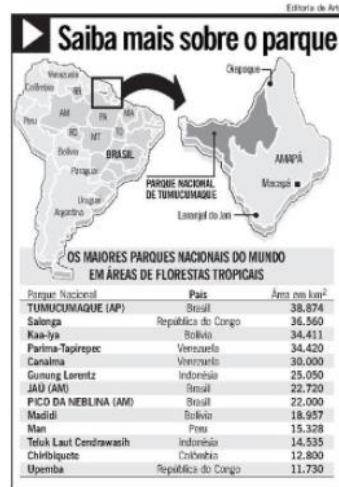 Editoria de Arte
Saiba mais sobre o parque
Oiapoque
Venezuela
Colômbia
RR
AM
PA
MA
Peru
RO
MT
TO
Bolívia
BRASIL
Paraguai
Uruguai
Argentina
AMAPÁ
Macapá
PARQUE NACIONAL
DE TUMUCUMAQUE
Laranjal do Jari
OS MAIORES PARQUES NACIONAIS DO MUNDO
EM ÁREAS DE FLORESTAS TROPICAIS
Parque Nacional País Área em km²
TUMUCUMAQUE (AP) Brasil 38.874
Salonga República do Congo 36.560
Kaa-Iya Bolívia 34.411
Parima-Tapirepec Venezuela 34.420
Canaima Venezuela 30.000
Gunung Lorentz Indonésia 25.050
JAÚ (AM) Brasil 22.720
PICO DA NEBLINA (AM) Brasil 22.000
Madidi Bolívia 18.957
Man Peru 15.328
Teluk Laut Cendrawasih Indonésia 14.535
Chiribiquete Colômbia 12.800
Upemba República do Congo 11.730